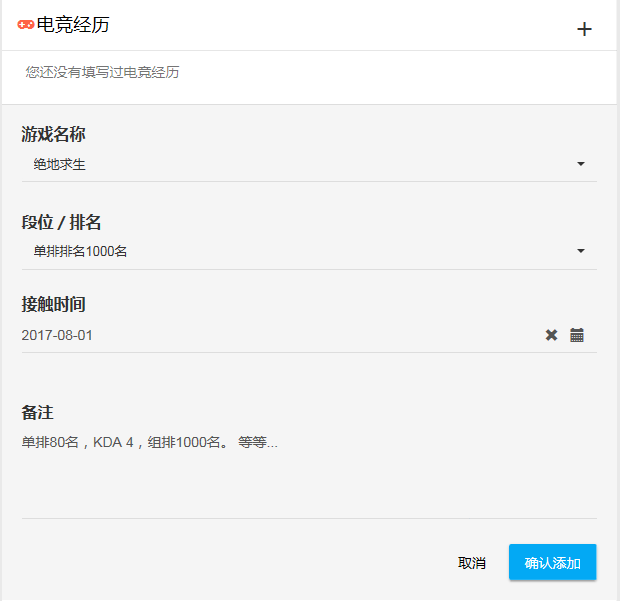 电竞经历
您还没有填写过电竞经历
游戏名称
绝地求生
段位 / 排名
单排排名1000名
接触时间
2017-08-01
备注
单排80名，KDA 4，组排1000名。 等等...
取消
确认添加